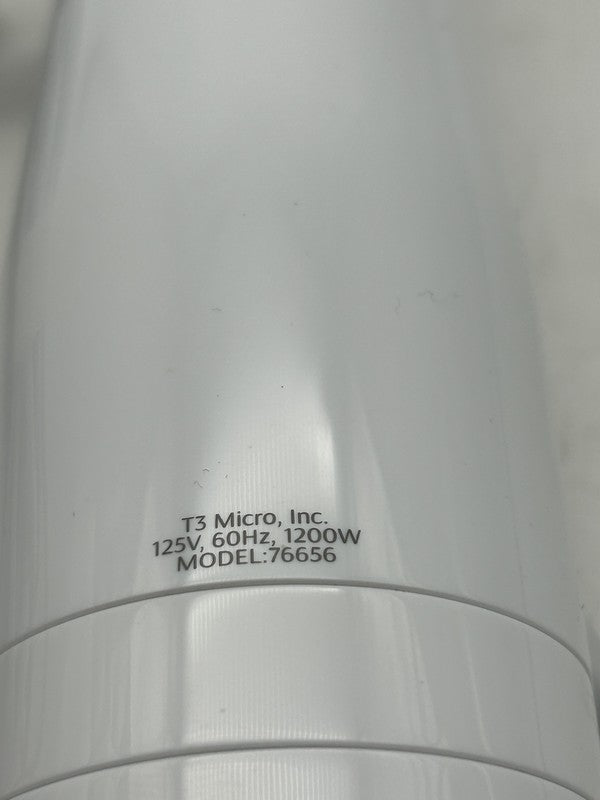 T3 Micro, Inc.
125V, 60Hz, 1200W
MODEL:76656